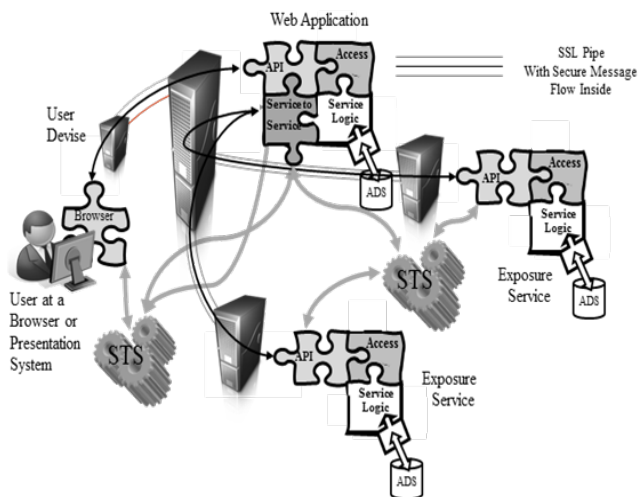 Web Application
API
Access
...
Service to
Service
Service
Logic
ADS
SSL Pipe
With Secure Message
Flow Inside
User
Devise
Browser
User at a
Browser or
Presentation
System
STS
STS
API
Access
...
Service
Logic
Exposure
Service
ADS
API
Access
...
Service
Logic
Exposure
Service
ADS